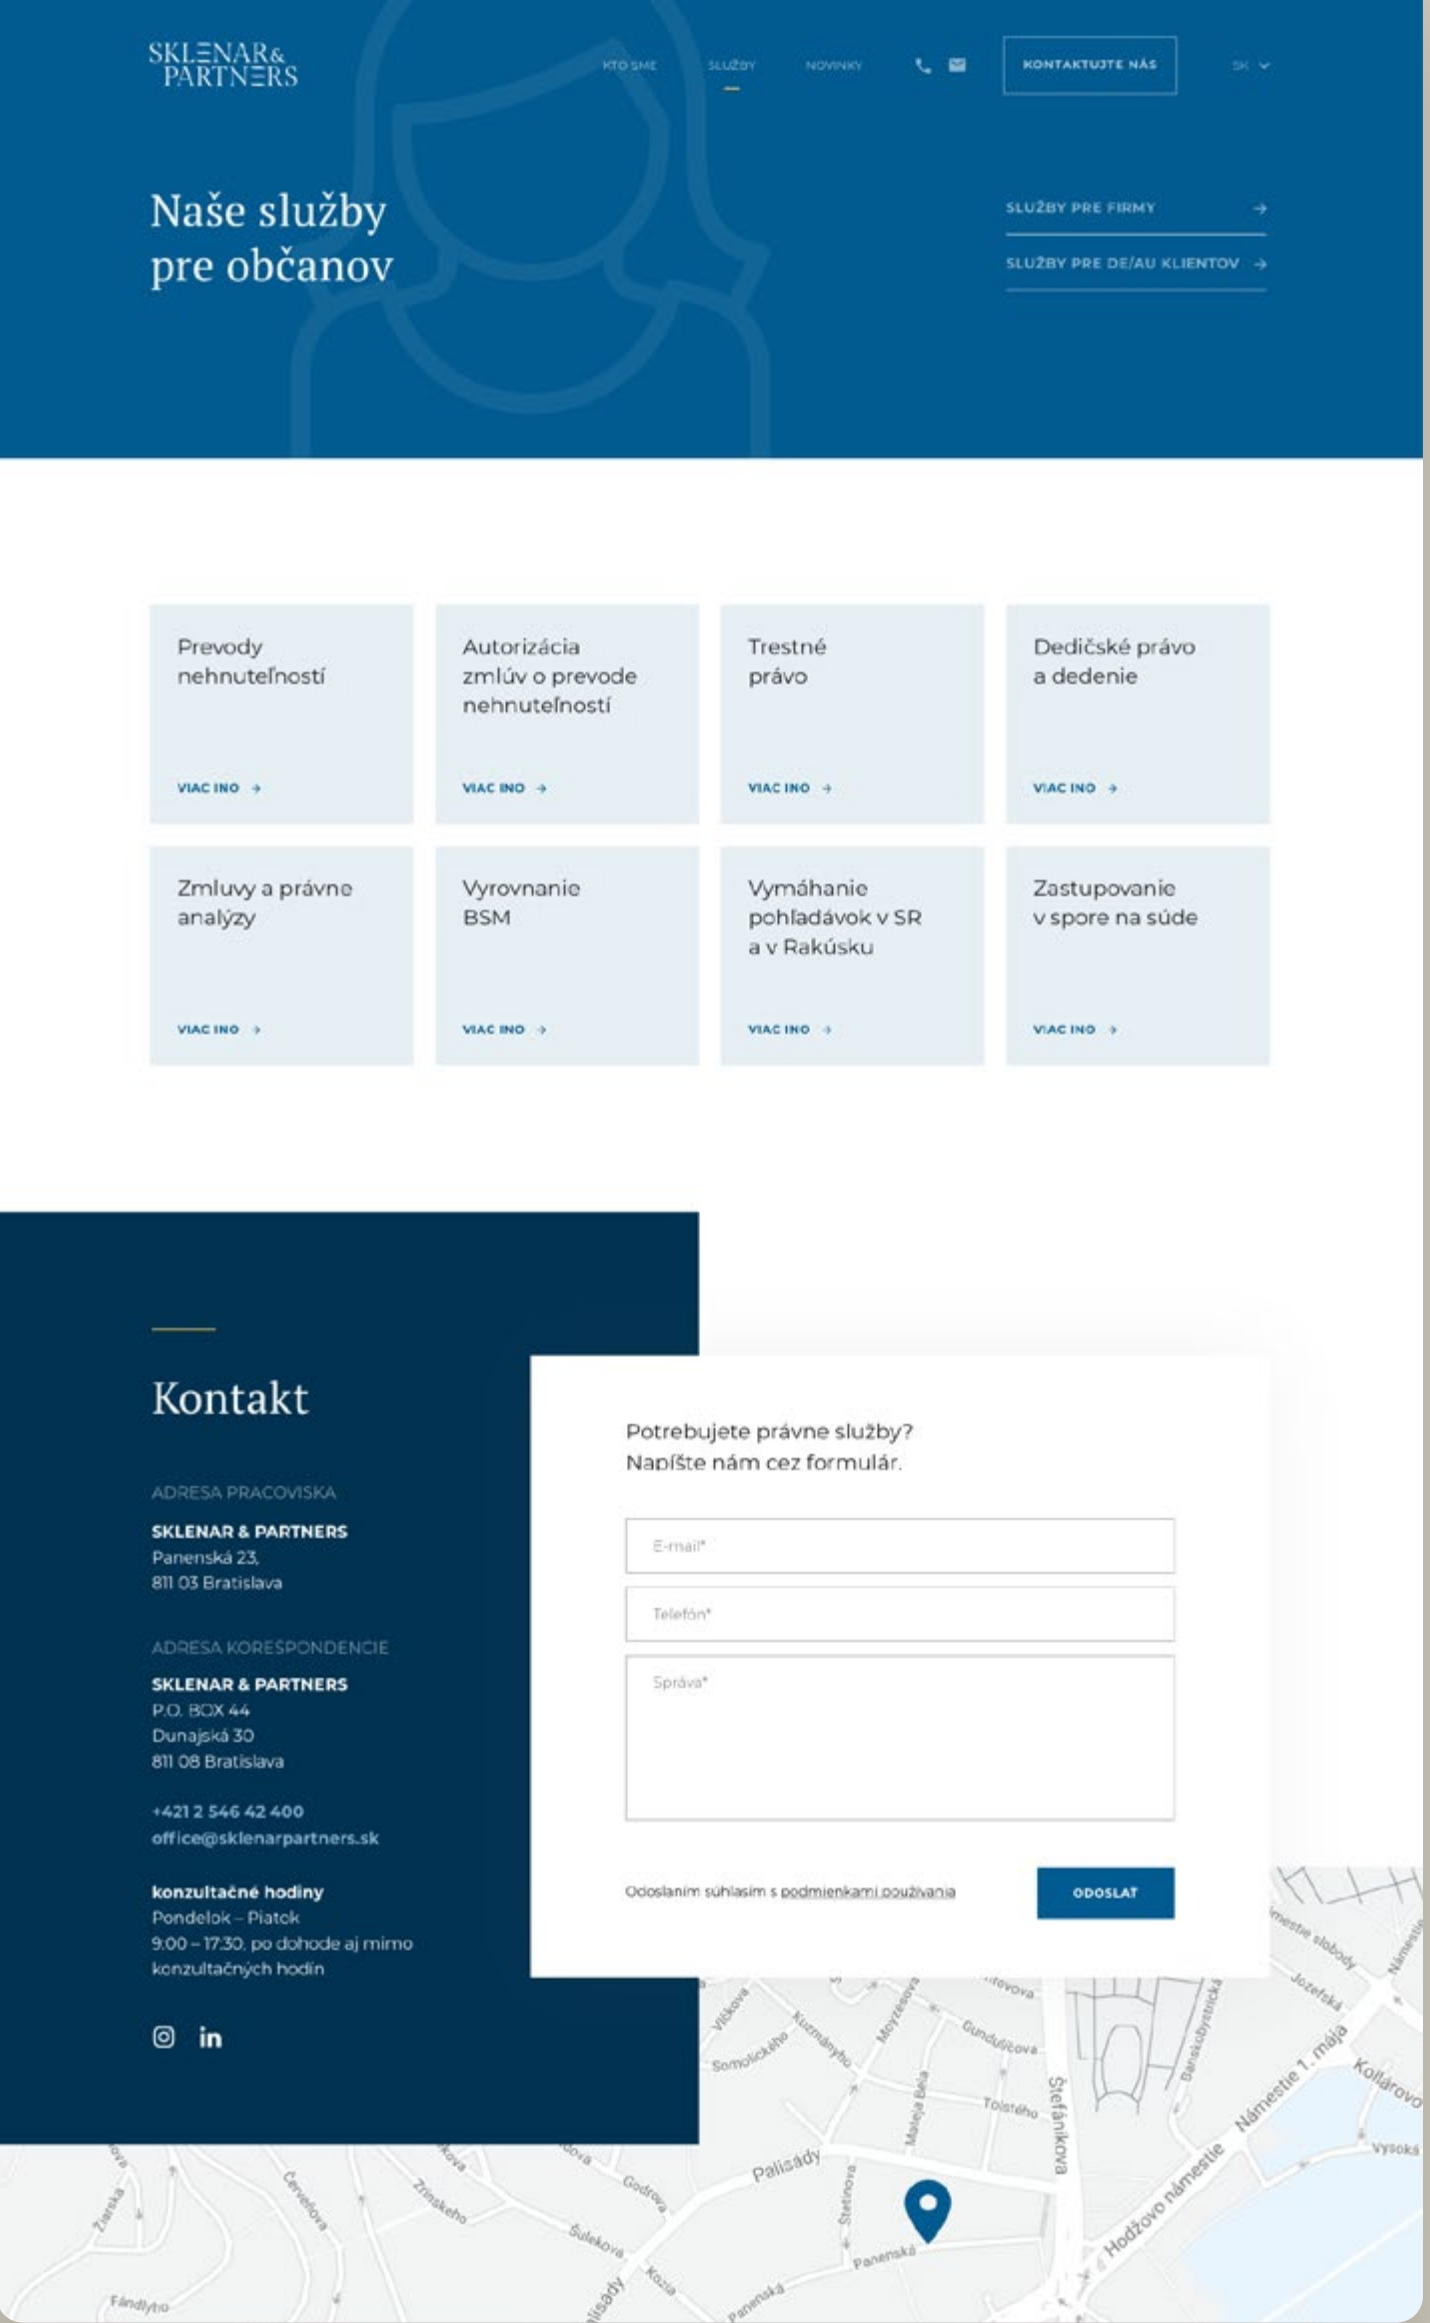 SKLENAR&
PARTNERS
KTO SME
SLUŽBY
NOVINKY
KONTAKTUJTE NÁS
SK
Naše služby
pre občanov
SLUŽBY PRE FIRMY
SLUŽBY PRE DE/AU KLIENTOV
Prevody
nehnuteľností
VIAC INO
Autorizácia
zmlúv o prevode
nehnuteľností
VIAC INO
Trestné
právo
VIAC INO
Dedičské právo
a dedenie
VIAC INO
Zmluvy a právne
analýzy
VIAC INO
Vyrovnanie
BSM
VIAC INO
Vymáhanie
pohľadávok v SR
a v Rakúsku
VIAC INO
Zastupovanie
v spore na súde
VIAC INO
Kontakt
ADRESA PRACOVISKA
SKLENAR & PARTNERS
Panenská 23,
811 03 Bratislava
ADRESA KOREŠPONDENCIE
SKLENAR & PARTNERS
P.O. BOX 44
Dunajská 30
811 08 Bratislava
+421 2 546 42 400
office@sklenarpartners.sk
konzultačné hodiny
Pondelok – Piatok
9:00 – 17:30, po dohode aj mimo
konzultačných hodín
in
Potrebujete právne služby?
Napíšte nám cez formulár.
E-mail*
Telefón*
Správa*
Odoslaním súhlasím s podmienkami používania
ODOSLAŤ
Jozefská
Vlčkova
Kuzmányho
Moyzesova
Somolického
Gunduličova
Banskobystrická
Námestie 1. mája
Kollárovo
Mateja Bela
Tolstého
Štefánikova
Vysoká
Palisády
Godrova
Zrínskeho
Červeňova
Žiarska
Štetinova
Hodžovo námestie
Šulekova
Panenská
Kozia
Panenská